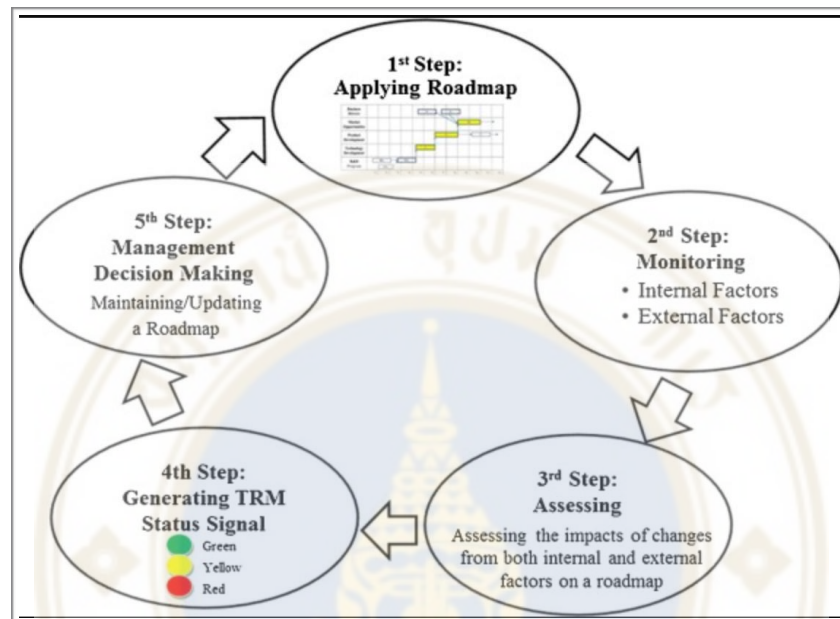 1st Step:
Applying Roadmap
2nd Step:
Monitoring
• Internal Factors
• External Factors
3rd Step:
Assessing
Assessing the impacts of changes
from both internal and external
factors on a roadmap
4th Step:
Generating TRM
Status Signal
Green
Yellow
Red
5th Step:
Management
Decision Making
Maintaining/Updating
a Roadmap